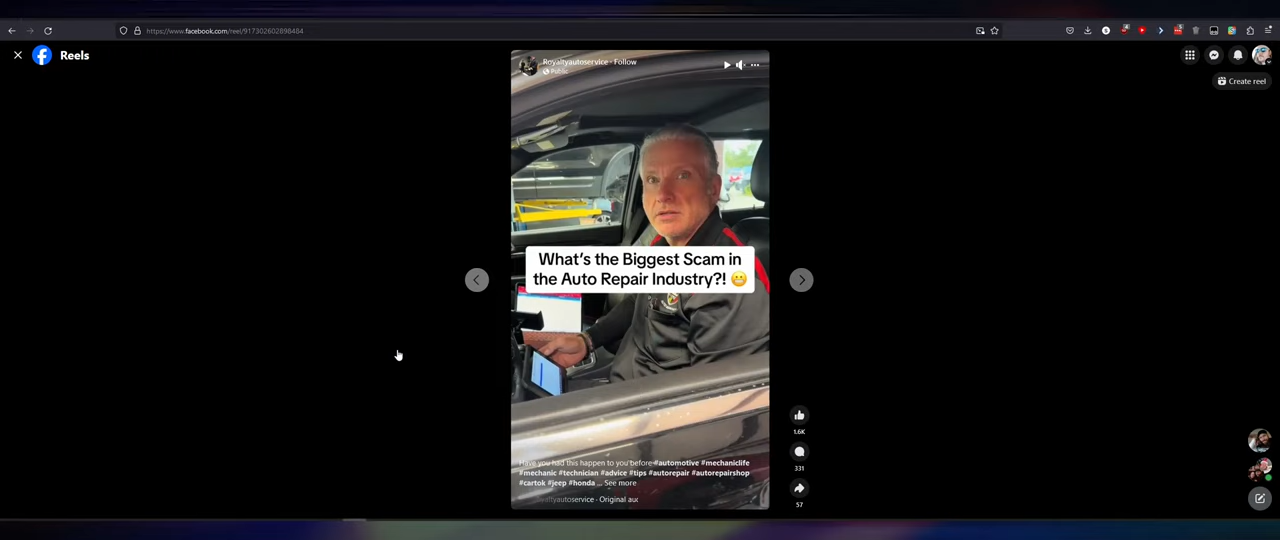 https://www.facebook.com/reel/917302602898484
Reels
Royaltyautoservice · Follow
Public
Create reel
What's the Biggest Scam in
the Auto Repair Industry?! 😬
1.6K
331
57
Have you had this happen to you before #automotive #mechaniclife
#mechanic #technician #advice #tips #autorepair #autorepairshop
#cartok #jeep #honda ... See more
yaltyautoservice · Original au